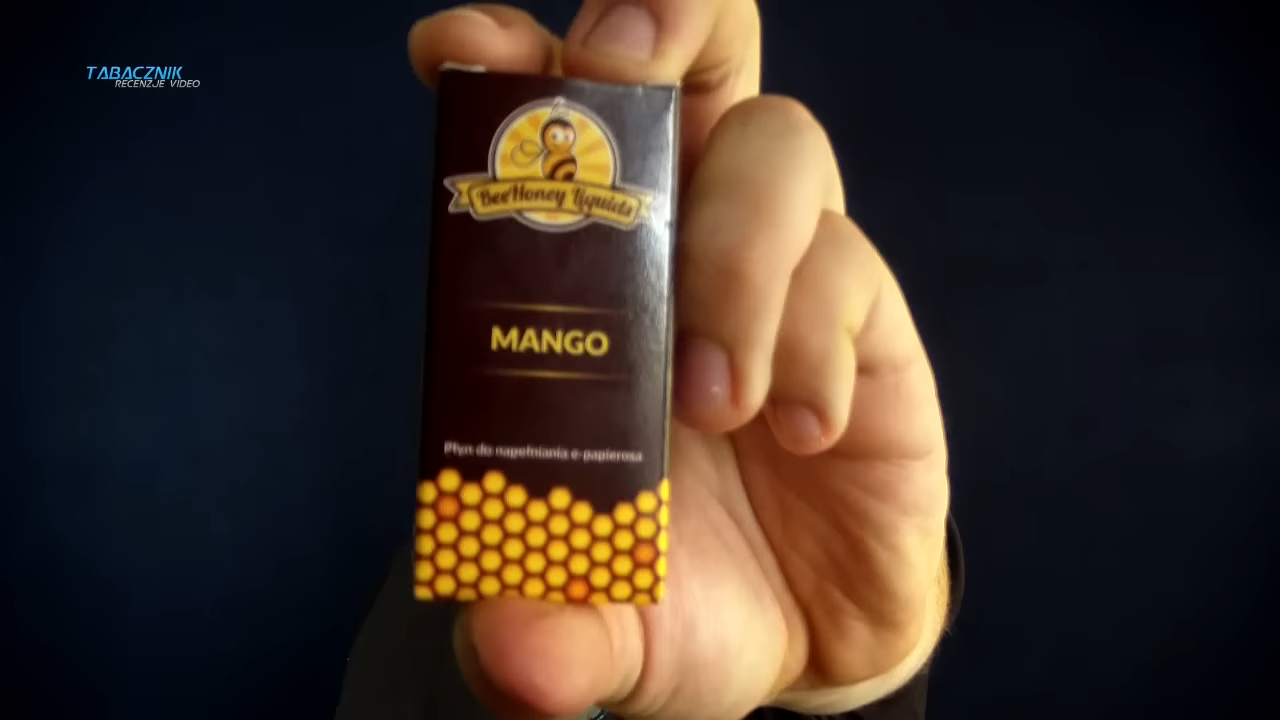 TABACZNIK
RECENZJE VIDEO
BeeHoney Liquids
MANGO
Płyn do napełniania e-papierosa